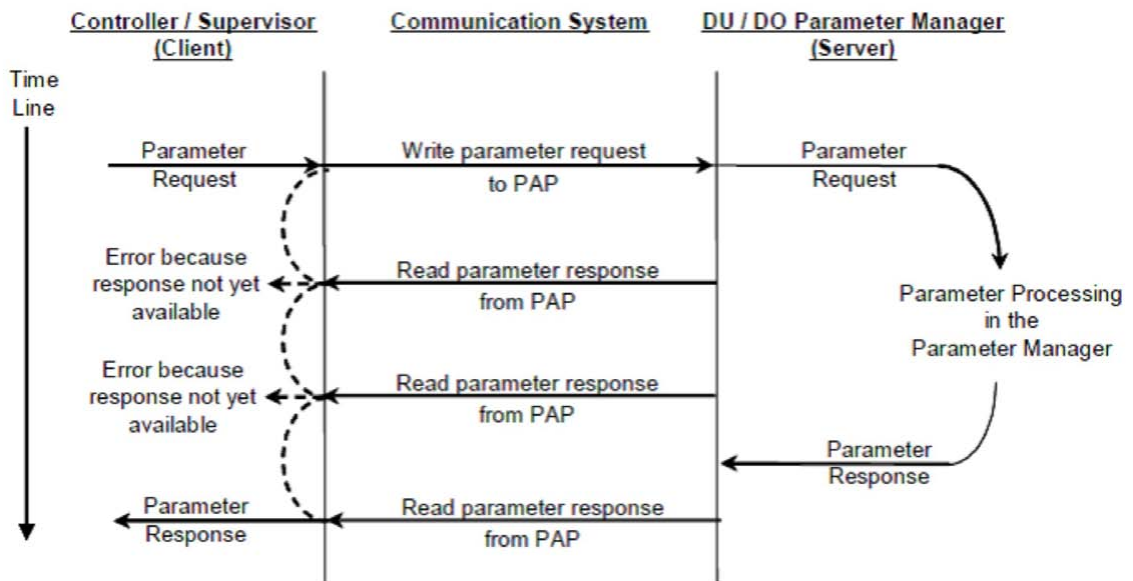 Controller / Supervisor
(Client)
Communication System
DU / DO Parameter Manager
(Server)
Time
Line
Parameter
Request
Write parameter request
to PAP
Parameter
Request
Error because
response not yet
available
Read parameter response
from PAP
Parameter Processing
in the
Parameter Manager
Error because
response not yet
available
Read parameter response
from PAP
Parameter
Response
Parameter
Response
Read parameter response
from PAP